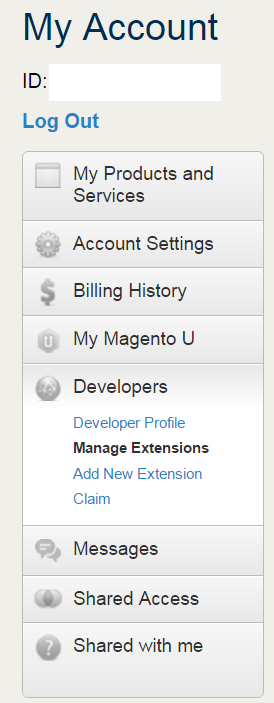 My Account
ID:
Log Out
My Products and
Services
Account Settings
Billing History
My Magento U
Developers
Developer Profile
Manage Extensions
Add New Extension
Claim
Messages
Shared Access
Shared with me